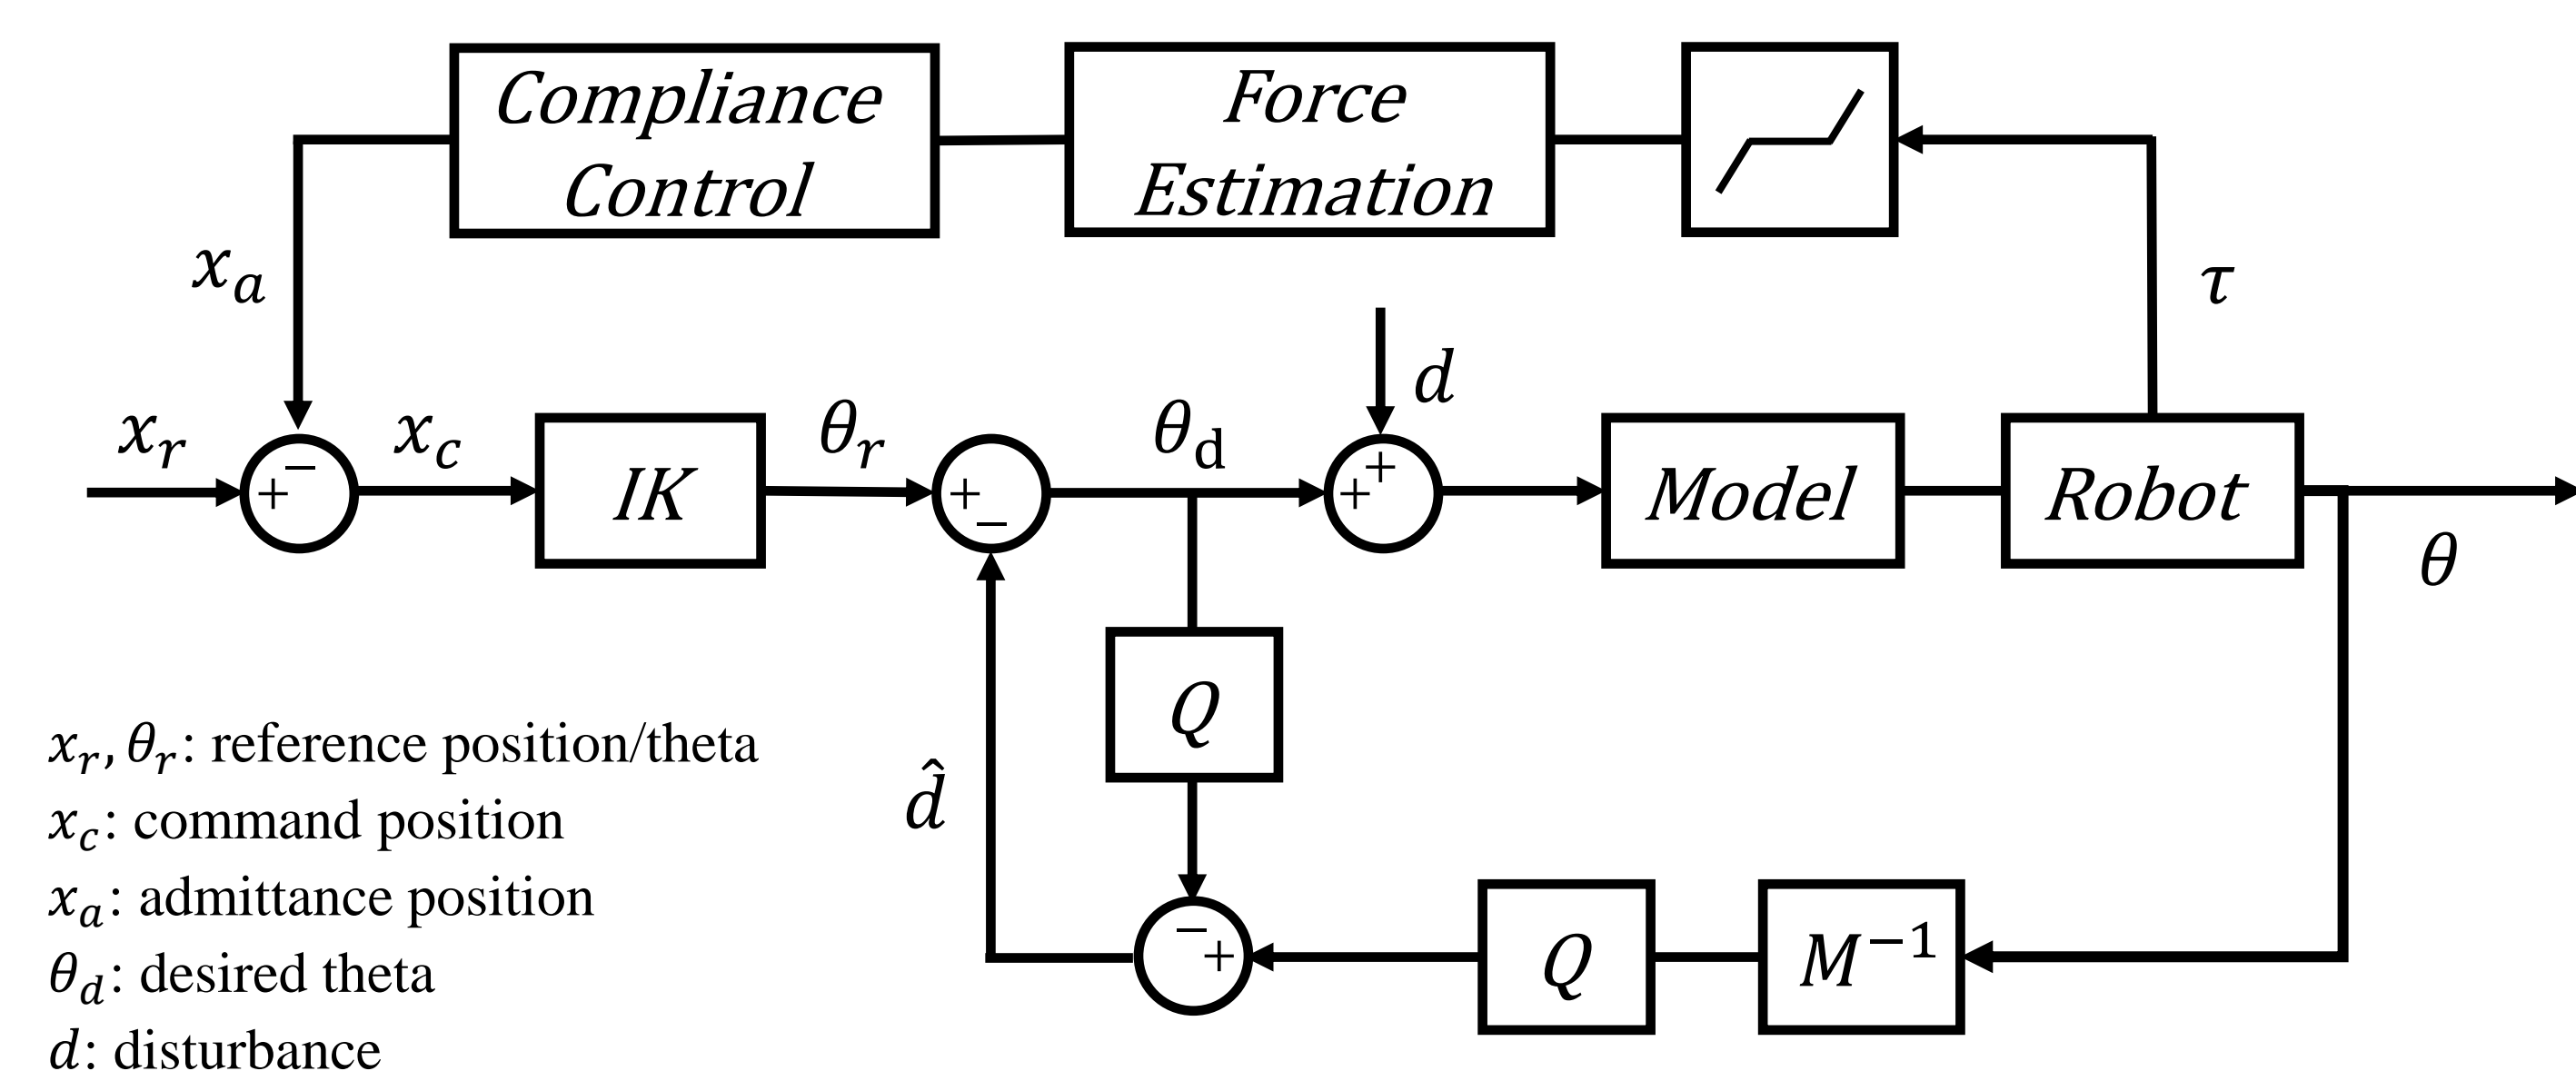 Compliance
Control
Force
Estimation
x_a
τ
d
x_r
x_c
θ_r
θ_d
+
−
IK
+
−
+
+
Model
Robot
θ
Q
d̂
−
+
Q
M⁻¹
x_r, θ_r: reference position/theta
x_c: command position
x_a: admittance position
θ_d: desired theta
d: disturbance